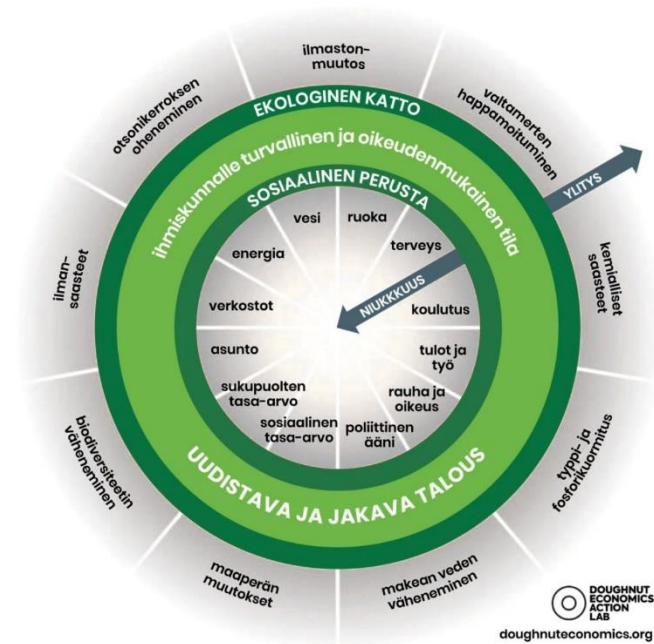 ilmaston-
muutos
valtamerten
happamoituminen
kemialliset
saasteet
typpi- ja
fosforikuormitus
makean veden
väheneminen
maaperän
muutokset
biodiversiteetin
väheneminen
ilman-
saasteet
otsonikerroksen
oheneminen
EKOLOGINEN KATTO
ihmiskunnalle turvallinen ja oikeudenmukainen tila
SOSIAALINEN PERUSTA
YLITYS
NIUKKKUUS
vesi
ruoka
terveys
koulutus
tulot ja
työ
rauha ja
oikeus
poliittinen
ääni
sosiaalinen
tasa-arvo
sukupuolten
tasa-arvo
asunto
verkostot
energia
UUDISTAVA JA JAKAVA TALOUS
DOUGHNUT
ECONOMICS
ACTION
LAB
doughnuteconomics.org